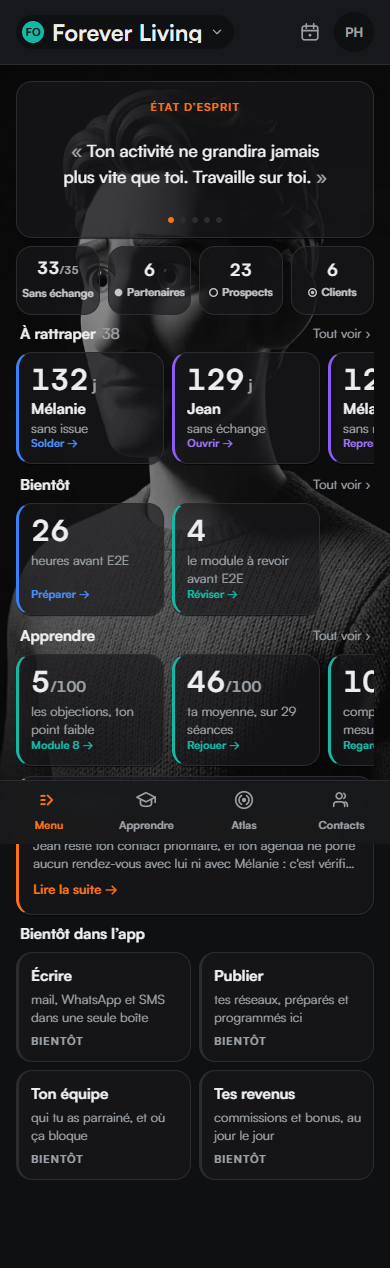 FO Forever Living
PH
ÉTAT D'ESPRIT
« Ton activité ne grandira jamais
plus vite que toi. Travaille sur toi. »
33/35
Sans échange
6
Partenaires
23
Prospects
6
Clients
À rattraper 38
Tout voir ›
132 j
Mélanie
sans issue
Solder →
129 j
Jean
sans échange
Ouvrir →
12
Méla
sans
Repre
Bientôt
Tout voir ›
26
heures avant E2E
Préparer →
4
le module à revoir
avant E2E
Réviser →
Apprendre
Tout voir ›
5/100
les objections, ton
point faible
Module 8 →
46/100
ta moyenne, sur 29
séances
Rejouer →
10
comp
mesu
Regar
Menu
Apprendre
Atlas
Contacts
Jean reste ton contact prioritaire, et ton agenda ne porte
aucun rendez-vous avec lui ni avec Mélanie : c'est vérifi...
Lire la suite →
Bientôt dans l'app
Écrire
mail, WhatsApp et SMS
dans une seule boîte
BIENTÔT
Publier
tes réseaux, préparés et
programmés ici
BIENTÔT
Ton équipe
qui tu as parrainé, et où
ça bloque
BIENTÔT
Tes revenus
commissions et bonus, au
jour le jour
BIENTÔT